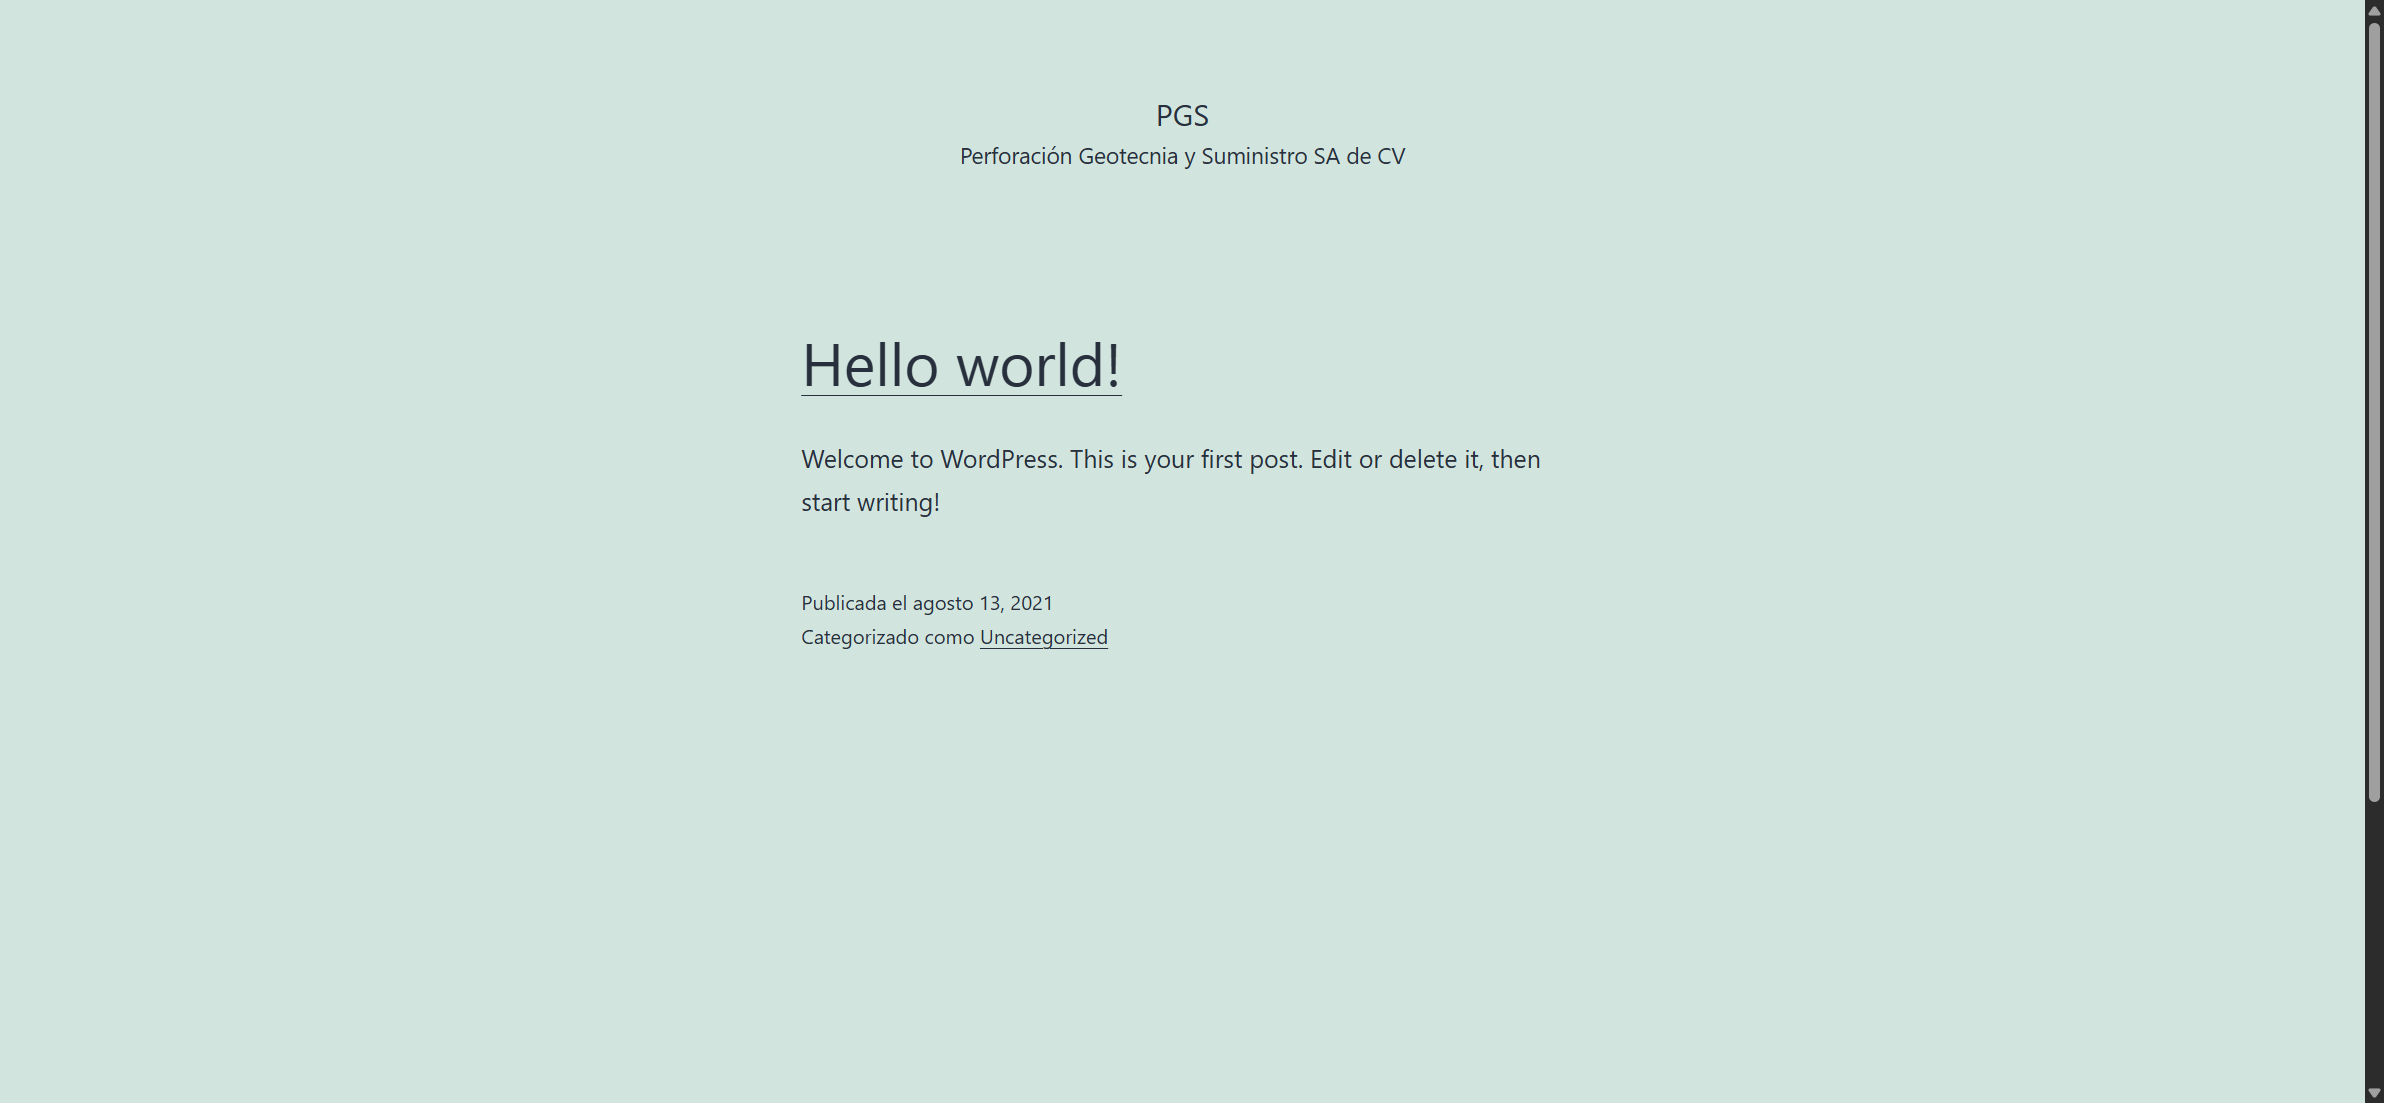 PGS
Perforación Geotecnia y Suministro SA de CV
Hello world!
Welcome to WordPress. This is your first post. Edit or delete it, then
start writing!
Publicada el agosto 13, 2021
Categorizado como Uncategorized